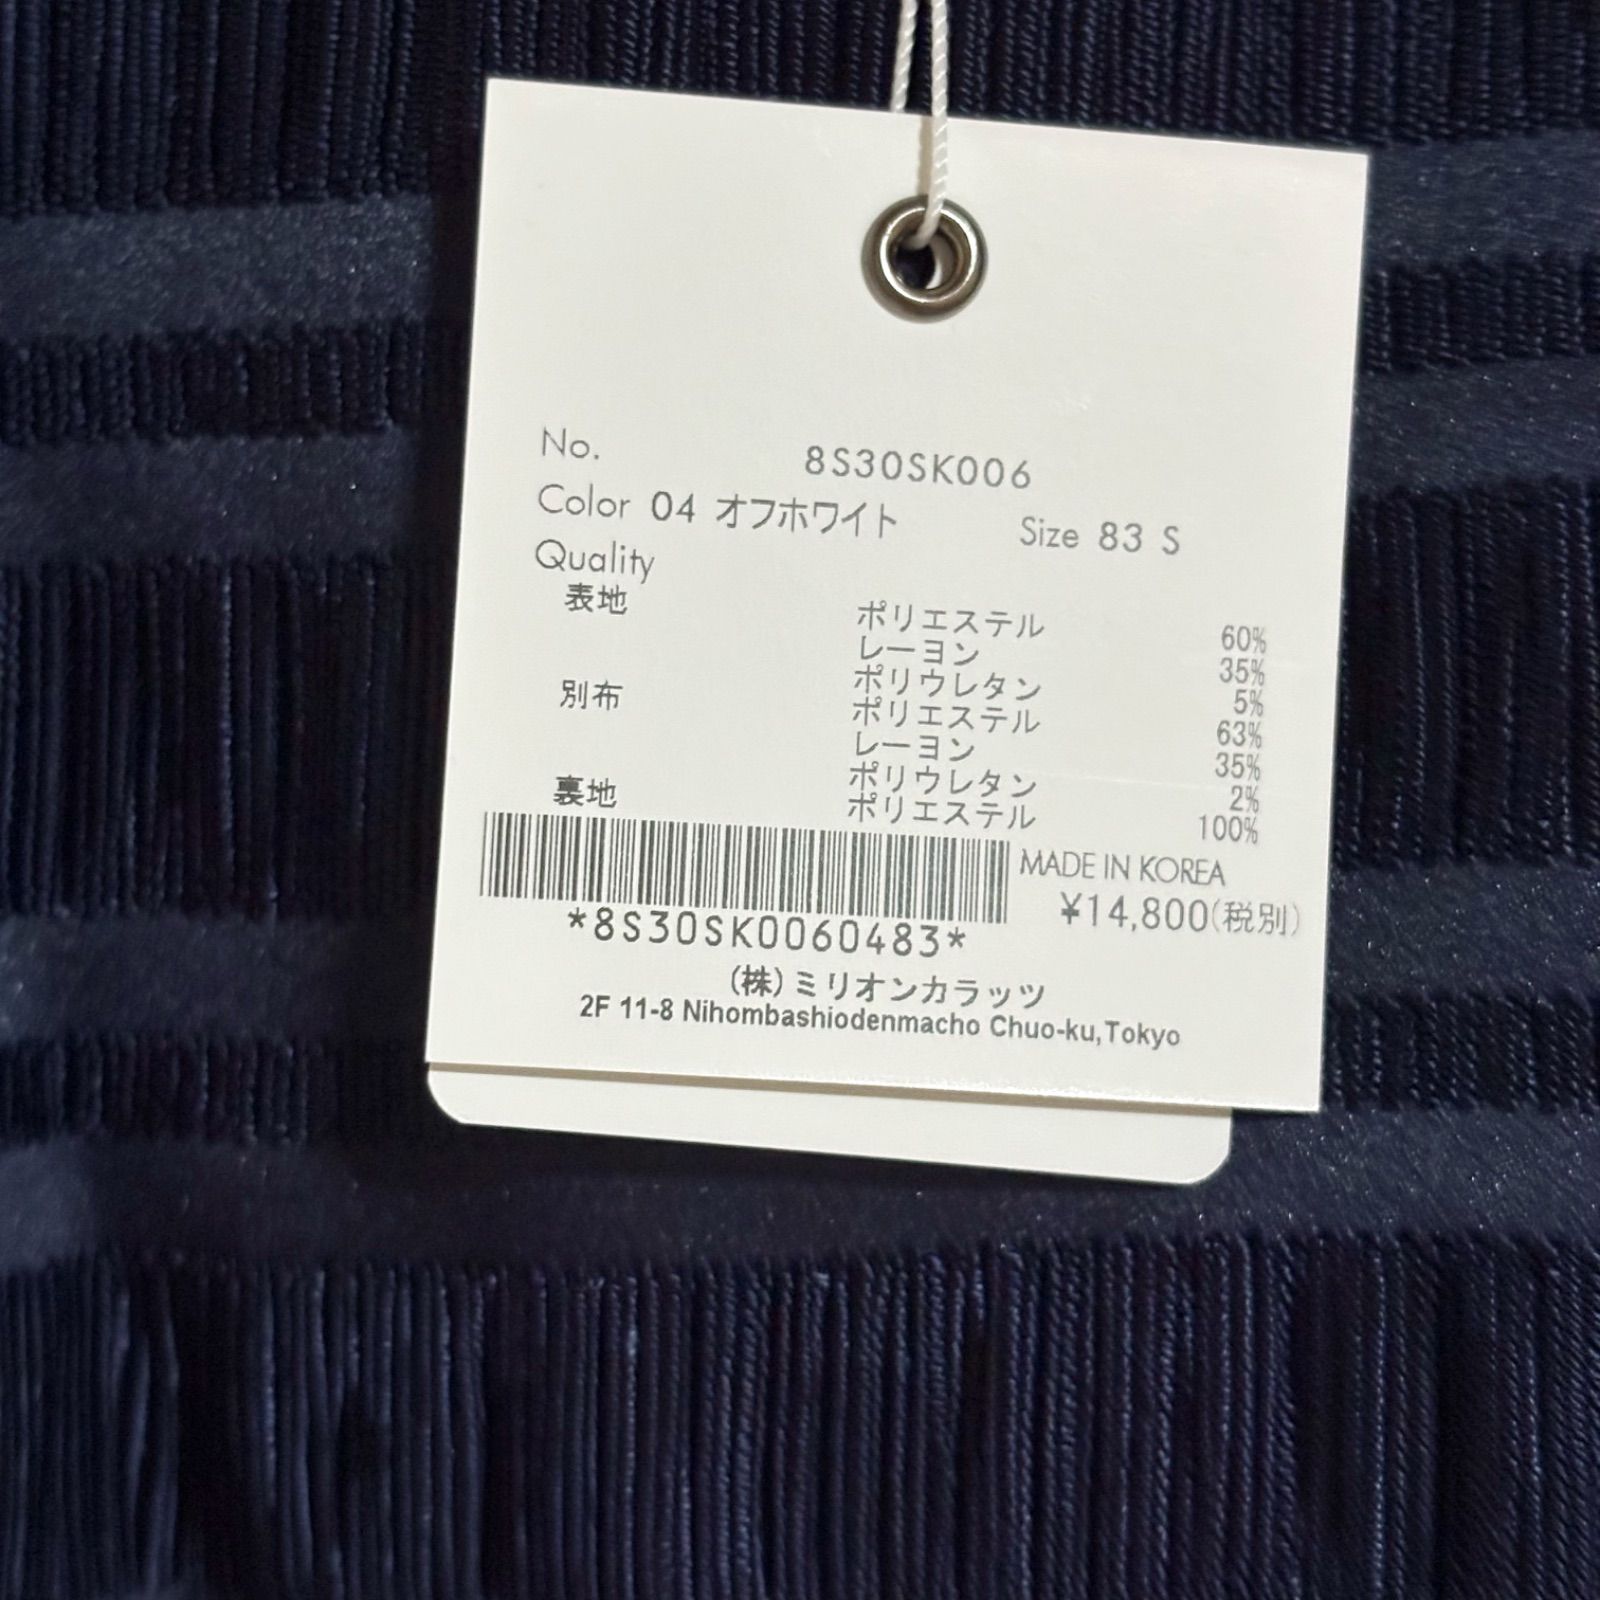 No. 8S30SK006
Color 04 オフホワイト Size 83 S
Quality
表地 ポリエステル 60%
レーヨン 35%
ポリウレタン 5%
別布 ポリエステル 63%
レーヨン 35%
ポリウレタン 2%
裏地 ポリエステル 100%
MADE IN KOREA
¥14,800(税別)
*8S30SK0060483*
(株)ミリオンカラッツ
2F 11-8 Nihombashiodenmacho Chuo-ku,Tokyo